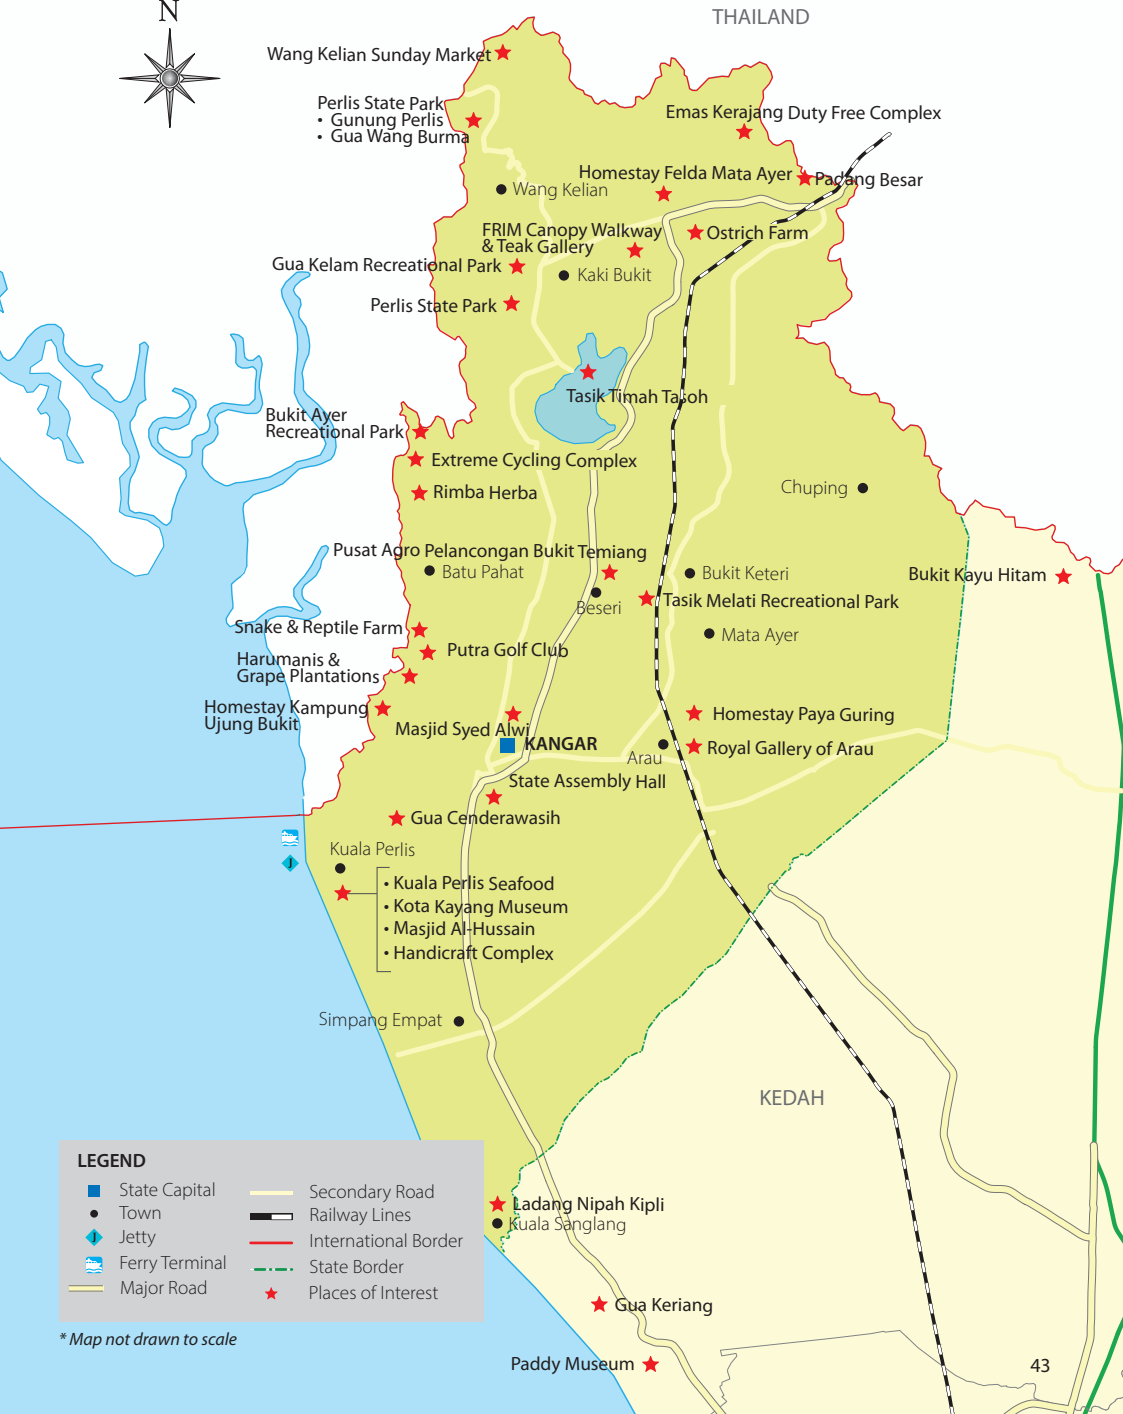 N
THAILAND
Wang Kelian Sunday Market
Perlis State Park
• Gunung Perlis
• Gua Wang Burma
Emas Kerajang Duty Free Complex
Homestay Felda Mata Ayer
Padang Besar
Wang Kelian
FRIM Canopy Walkway
& Teak Gallery
Ostrich Farm
Gua Kelam Recreational Park
Kaki Bukit
Perlis State Park
Tasik Timah Tasoh
Bukit Ayer
Recreational Park
Extreme Cycling Complex
Rimba Herba
Chuping
Pusat Agro Pelancongan Bukit Temiang
Batu Pahat
Bukit Keteri
Bukit Kayu Hitam
Beseri
Tasik Melati Recreational Park
Snake & Reptile Farm
Mata Ayer
Putra Golf Club
Harumanis &
Grape Plantations
Homestay Kampung
Ujung Bukit
Homestay Paya Guring
Masjid Syed Alwi
KANGAR
Arau
Royal Gallery of Arau
State Assembly Hall
Gua Cenderawasih
Kuala Perlis
J
• Kuala Perlis Seafood
• Kota Kayang Museum
• Masjid Al-Hussain
• Handicraft Complex
Simpang Empat
KEDAH
LEGEND
State Capital
Town
J
Jetty
Ferry Terminal
Major Road
Secondary Road
Railway Lines
International Border
State Border
Places of Interest
Ladang Nipah Kipli
Kuala Sanglang
Gua Keriang
* Map not drawn to scale
Paddy Museum
43